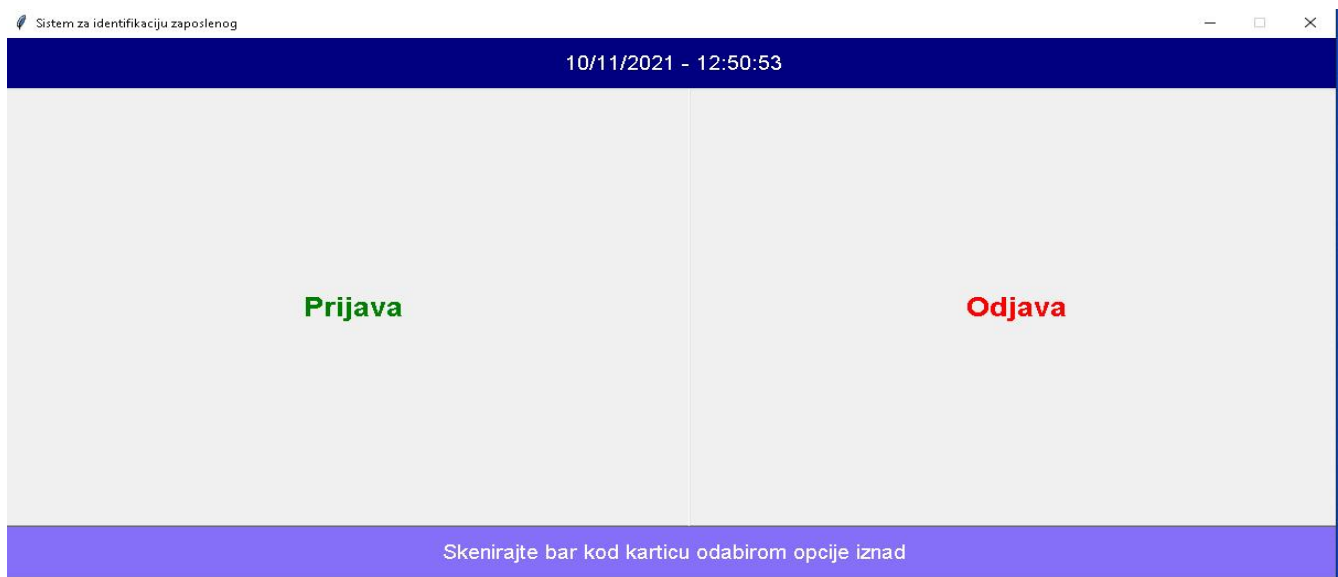 Sistem za identifikaciju zaposlenog
10/11/2021 - 12:50:53
Prijava
Odjava
Skenirajte bar kod karticu odabirom opcije iznad